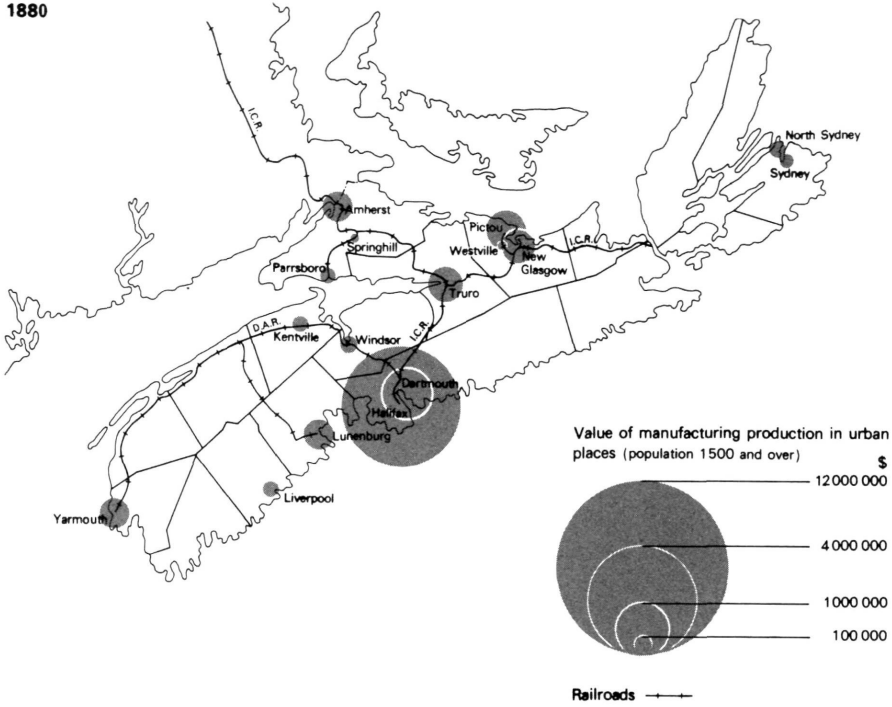 1880
I.C.R.
North Sydney
Sydney
Amherst
Pictou
Springhill
Westville
I.C.R.
New
Glasgow
Parrsboro
Truro
D.A.R.
Kentville
I.C.R.
Windsor
Dartmouth
Halifax
Lunenburg
Liverpool
Yarmouth
Value of manufacturing production in urban
places (population 1500 and over)
$
12 000 000
4 000 000
1 000 000
100 000
Railroads